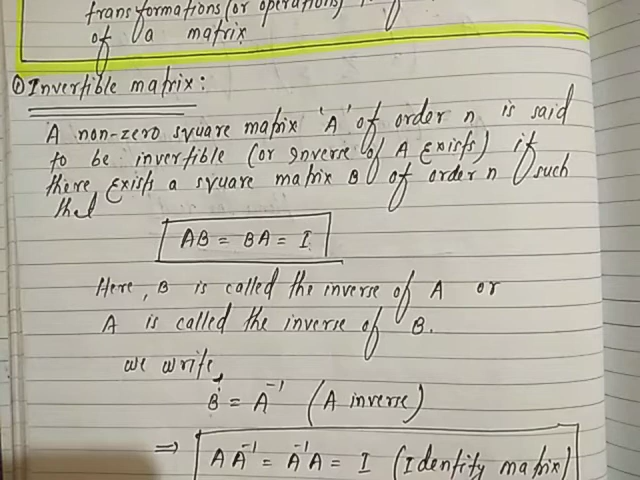 transformations (or operations)
of a matrix
① Invertible matrix:
A non-zero square matrix 'A' of order n is said
to be invertible (or Inverse of A Exists) if
there Exists a square matrix B of order n such
that
AB = BA = I
Here, B is called the inverse of A or
A is called the inverse of B.
we write,
B = A⁻¹ (A inverse)
⇒ AA⁻¹ = A⁻¹A = I (Identity matrix)